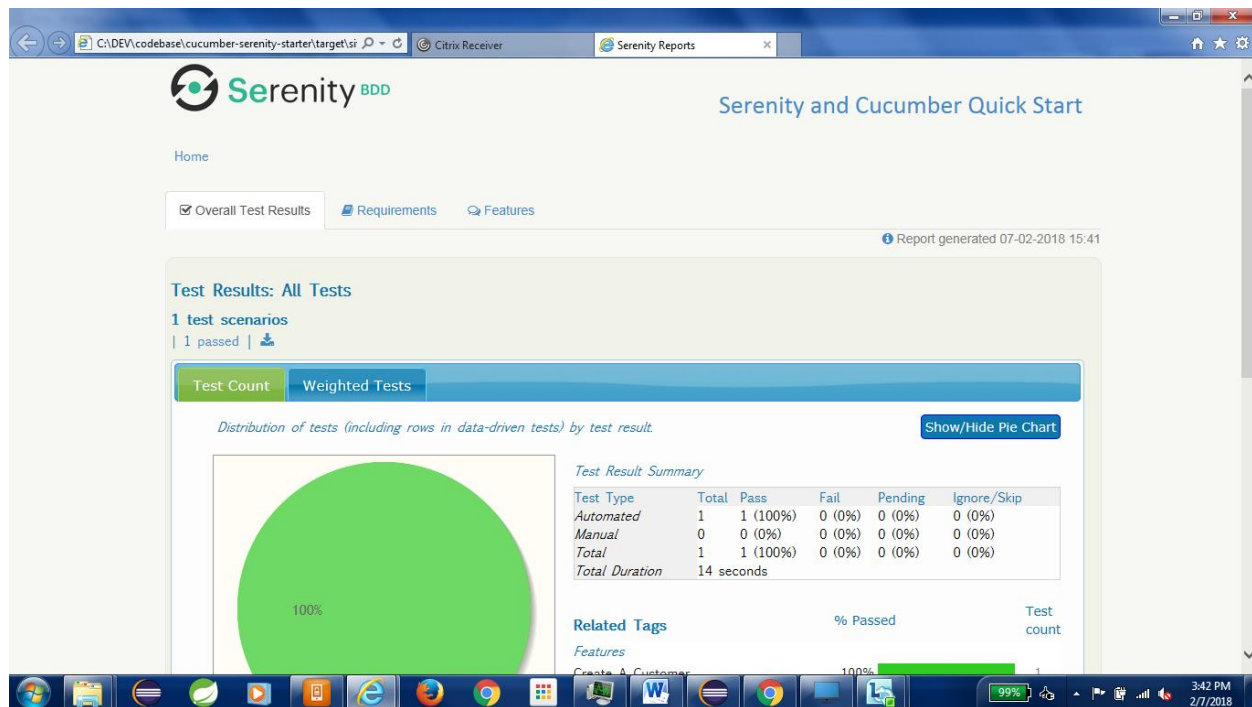 C:\DEV\codebase\cucumber-serenity-starter\target\si
Citrix Receiver
Serenity Reports
Serenity BDD
Serenity and Cucumber Quick Start
Home
Overall Test Results Requirements Features
Report generated 07-02-2018 15:41
Test Results: All Tests
1 test scenarios
| 1 passed |
Test Count Weighted Tests
Distribution of tests (including rows in data-driven tests) by test result.
Show/Hide Pie Chart
100%
Test Result Summary
Test Type Total Pass Fail Pending Ignore/Skip
Automated 1 1 (100%) 0 (0%) 0 (0%) 0 (0%)
Manual 0 0 (0%) 0 (0%) 0 (0%) 0 (0%)
Total 1 1 (100%) 0 (0%) 0 (0%) 0 (0%)
Total Duration 14 seconds
Related Tags % Passed Test count
Features
Create A Customer 100% 1
99%
3:42 PM
2/7/2018